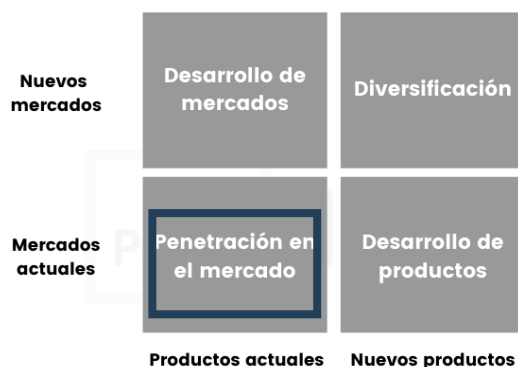 Nuevos
mercados
Desarrollo de
mercados
Diversificación
Mercados
actuales
Penetración en
el mercado
Desarrollo de
productos
Productos actuales
Nuevos productos